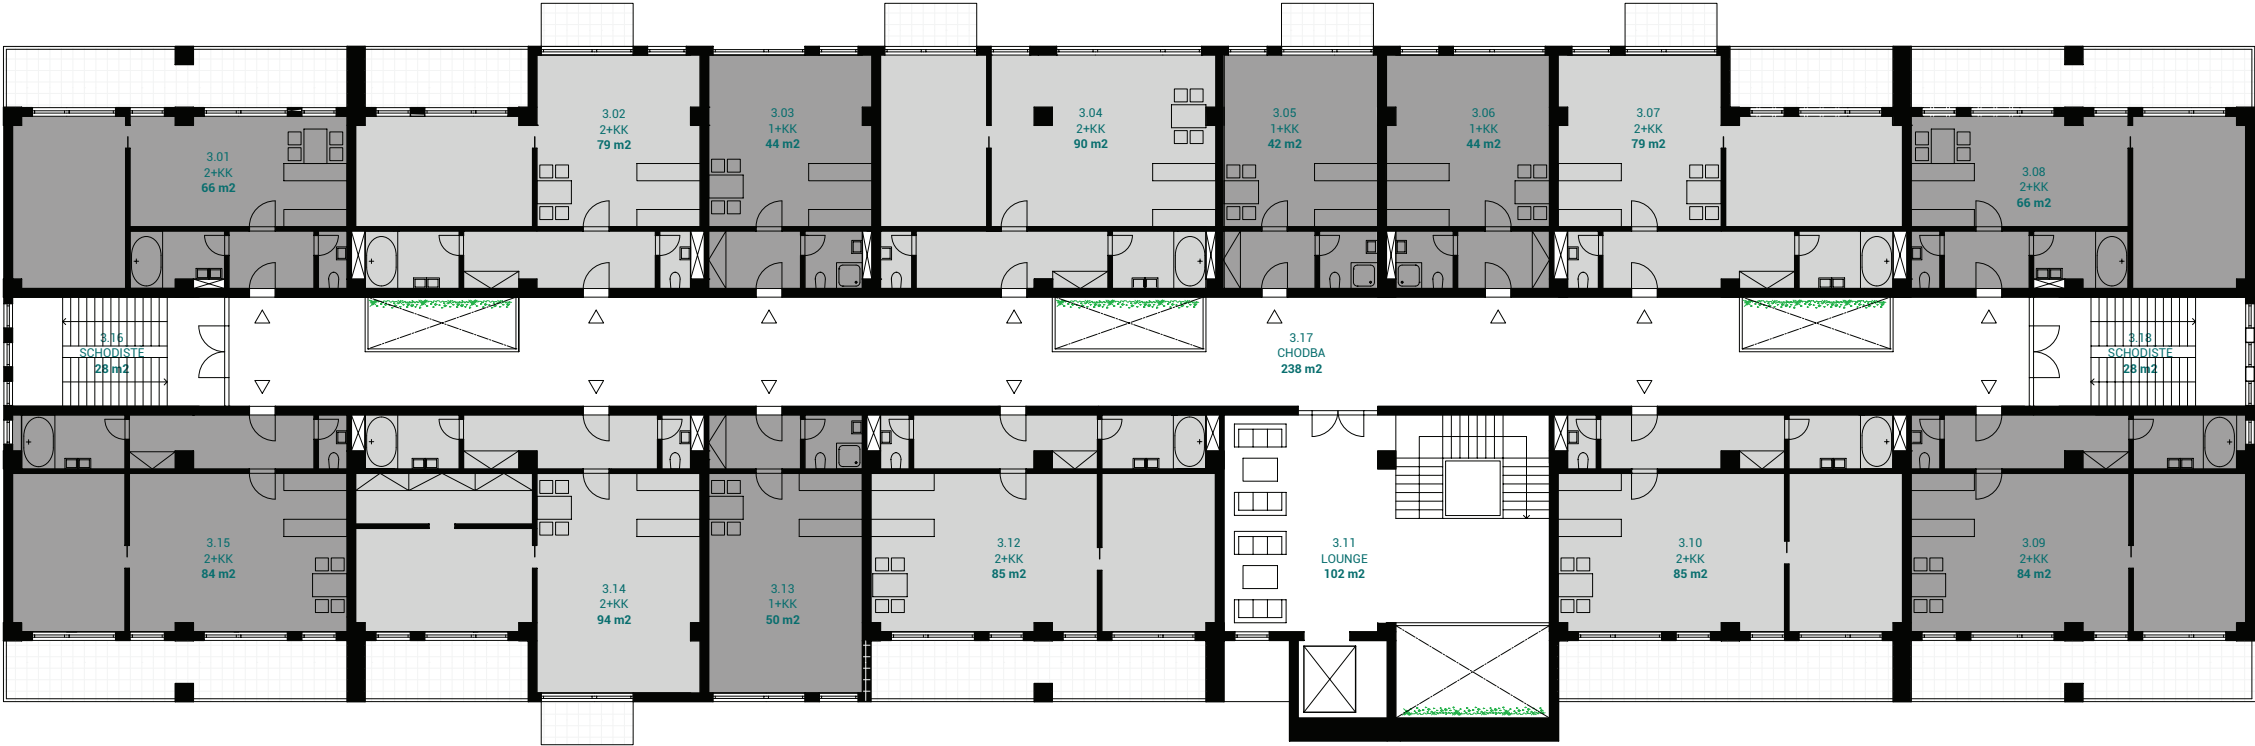 3.01
2+KK
66 m2
3.02
2+KK
79 m2
3.03
1+KK
44 m2
3.04
2+KK
90 m2
3.05
1+KK
42 m2
3.06
1+KK
44 m2
3.07
2+KK
79 m2
3.08
2+KK
66 m2
3.16
SCHODISTE
28 m2
3.17
CHODBA
238 m2
3.18
SCHODISTE
28 m2
3.15
2+KK
84 m2
3.14
2+KK
94 m2
3.13
1+KK
50 m2
3.12
2+KK
85 m2
3.11
LOUNGE
102 m2
3.10
2+KK
85 m2
3.09
2+KK
84 m2